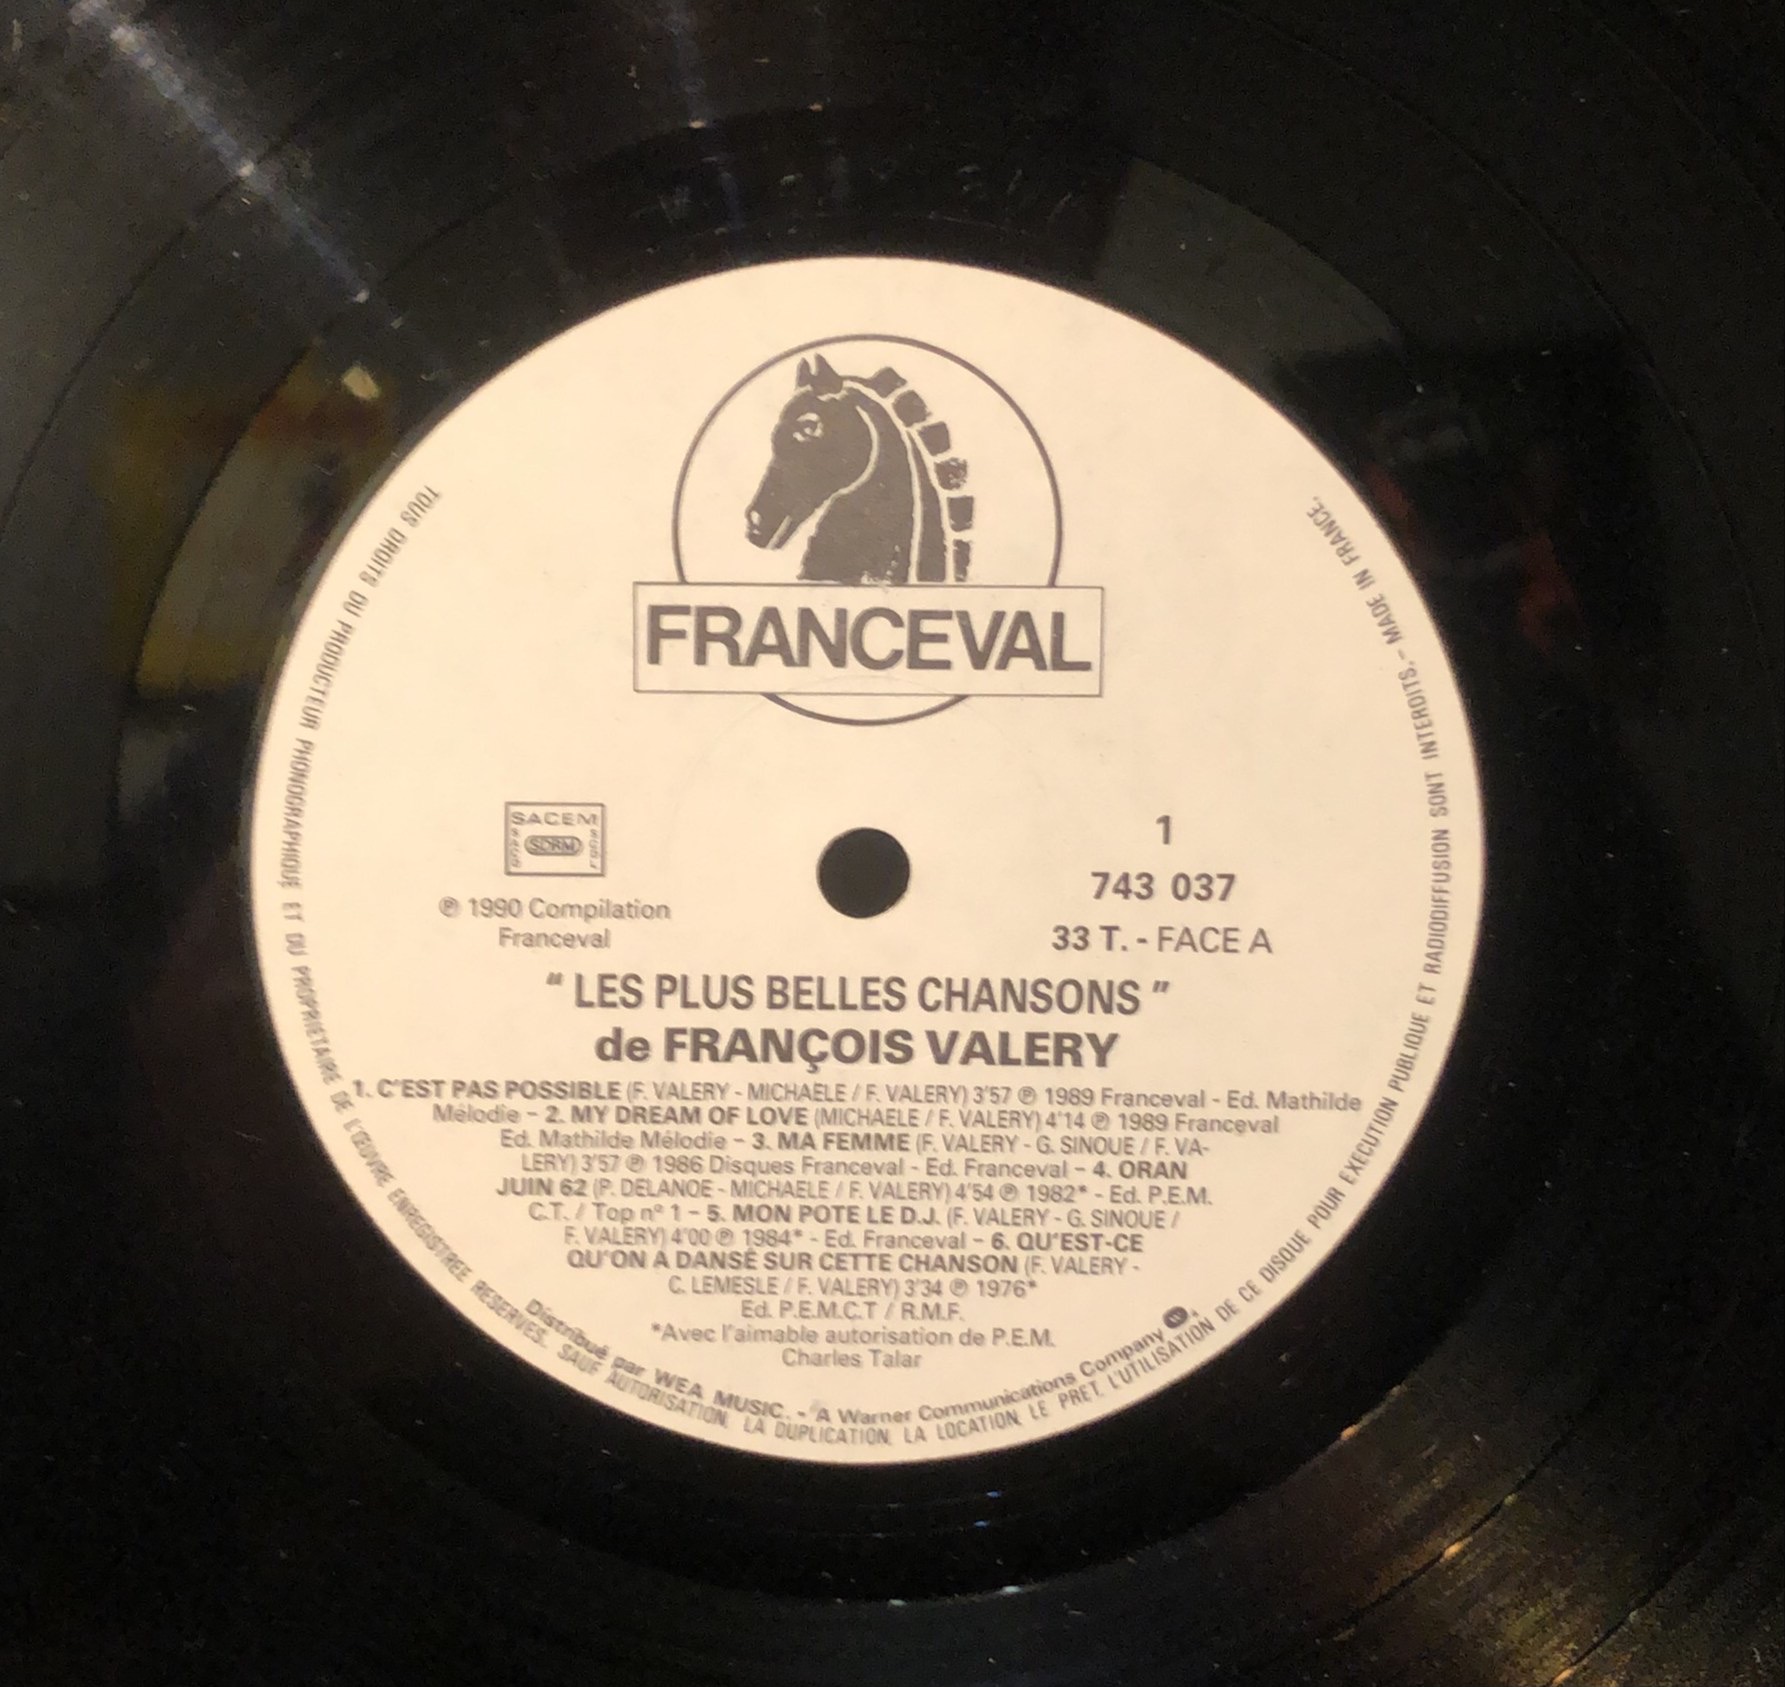 FRANCEVAL
SACEM
SACD SDRM SGDL
℗ 1990 Compilation
Franceval
1
743 037
33 T. - FACE A
" LES PLUS BELLES CHANSONS "
de FRANÇOIS VALERY
1. C'EST PAS POSSIBLE (F. VALERY - MICHAELE / F. VALERY) 3'57 ℗ 1989 Franceval - Ed. Mathilde
Mélodie – 2. MY DREAM OF LOVE (MICHAELE / F. VALERY) 4'14 ℗ 1989 Franceval
Ed. Mathilde Mélodie – 3. MA FEMME (F. VALERY - G. SINOUE / F. VA-
LERY) 3'57 ℗ 1986 Disques Franceval - Ed. Franceval – 4. ORAN
JUIN 62 (P. DELANOE - MICHAELE / F. VALERY) 4'54 ℗ 1982* - Ed. P.E.M.
C.T. / Top n° 1 – 5. MON POTE LE D.J. (F. VALERY - G. SINOUE /
F. VALERY) 4'00 ℗ 1984* - Ed. Franceval – 6. QU'EST-CE
QU'ON A DANSÉ SUR CETTE CHANSON (F. VALERY -
C. LEMESLE / F. VALERY) 3'34 ℗ 1976*
Ed. P.E.M.C.T / R.M.F.
*Avec l'aimable autorisation de P.E.M.
Charles Talar
Distribué par WEA MUSIC. - A Warner Communications Company
TOUS DROITS DU PRODUCTEUR PHONOGRAPHIQUE ET DU PROPRIETAIRE DE L'ŒUVRE ENREGISTREE RESERVES. SAUF AUTORISATION, LA DUPLICATION, LA LOCATION, LE PRET, L'UTILISATION DE CE DISQUE POUR EXECUTION PUBLIQUE ET RADIODIFFUSION SONT INTERDITS. – MADE IN FRANCE.